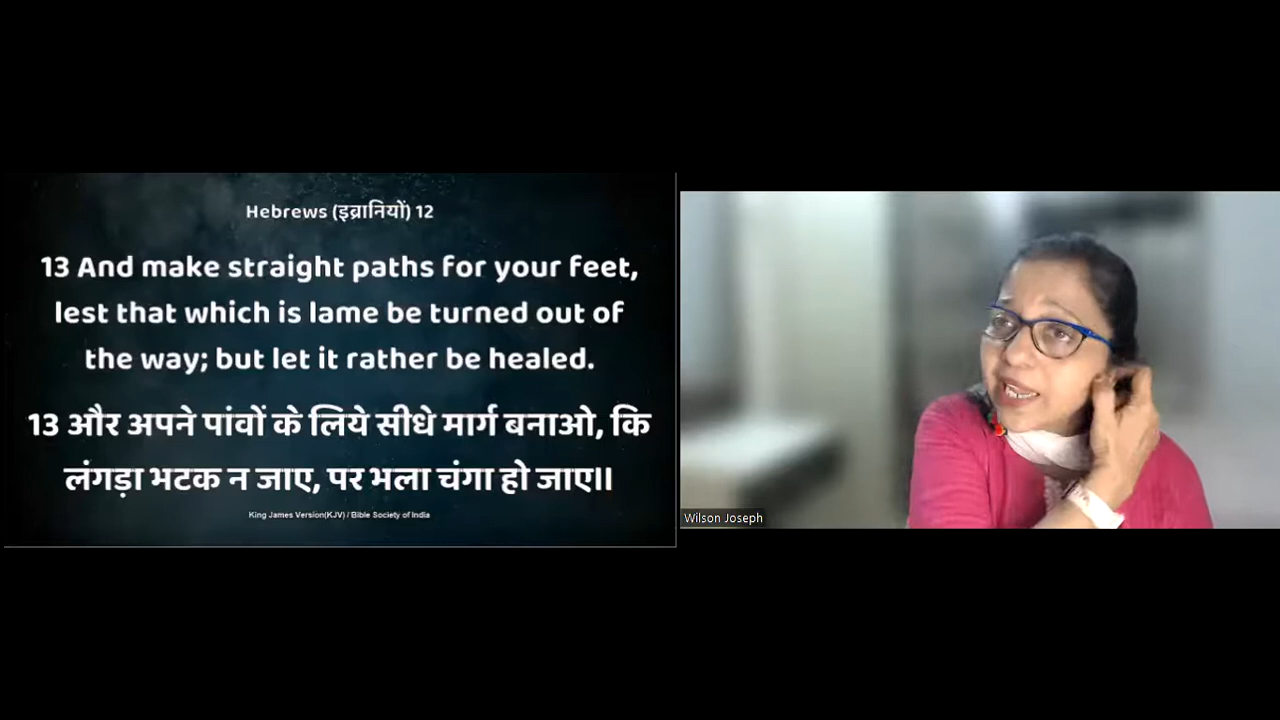 Hebrews (इब्रानियों) 12
13 And make straight paths for your feet,
lest that which is lame be turned out of
the way; but let it rather be healed.
13 और अपने पांवों के लिये सीधे मार्ग बनाओ, कि
लंगड़ा भटक न जाए, पर भला चंगा हो जाए॥
King James Version(KJV) / Bible Society of India
Wilson Joseph